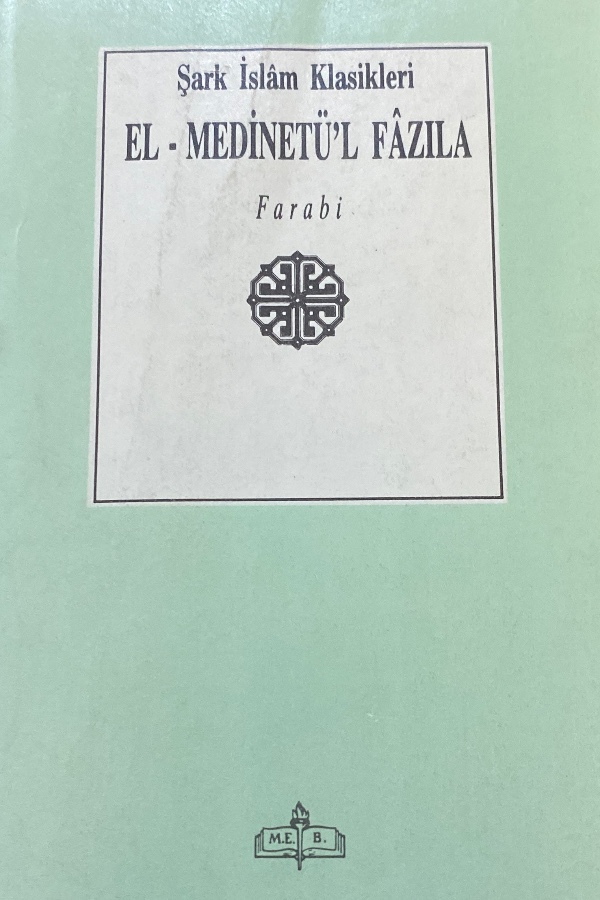 Şark İslâm Klasikleri
EL - MEDİNETÜ'L FÂZILA
Farabi
M.E. B.